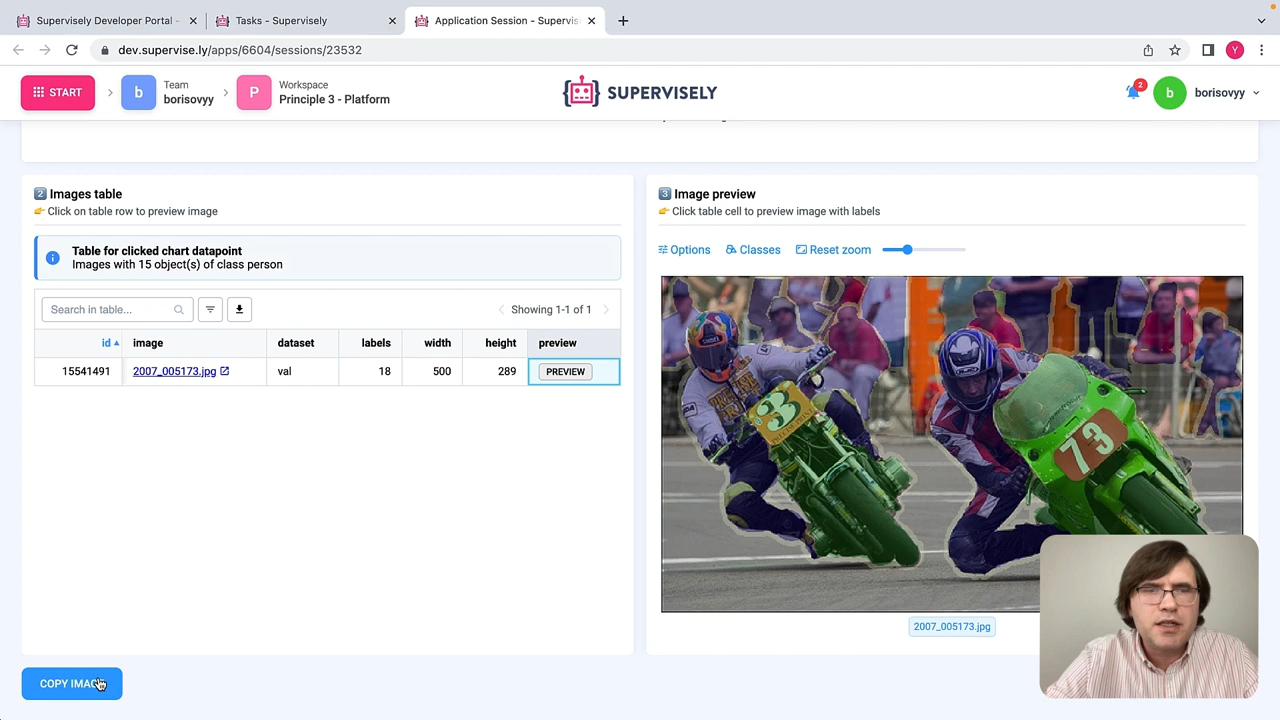 Supervisely Developer Portal -
Tasks - Supervisely
Application Session - Supervis
dev.supervise.ly/apps/6604/sessions/23532
Y
START
b
Team
borisovyy
P
Workspace
Principle 3 - Platform
SUPERVISELY
2
b
borisovyy
2 Images table
Click on table row to preview image
Table for clicked chart datapoint
Images with 15 object(s) of class person
Search in table...
Showing 1-1 of 1
id image dataset labels width height preview
15541491 2007_005173.jpg val 18 500 289 PREVIEW
3 Image preview
Click table cell to preview image with labels
Options Classes Reset zoom
3
73
2007_005173.jpg
COPY IMAG